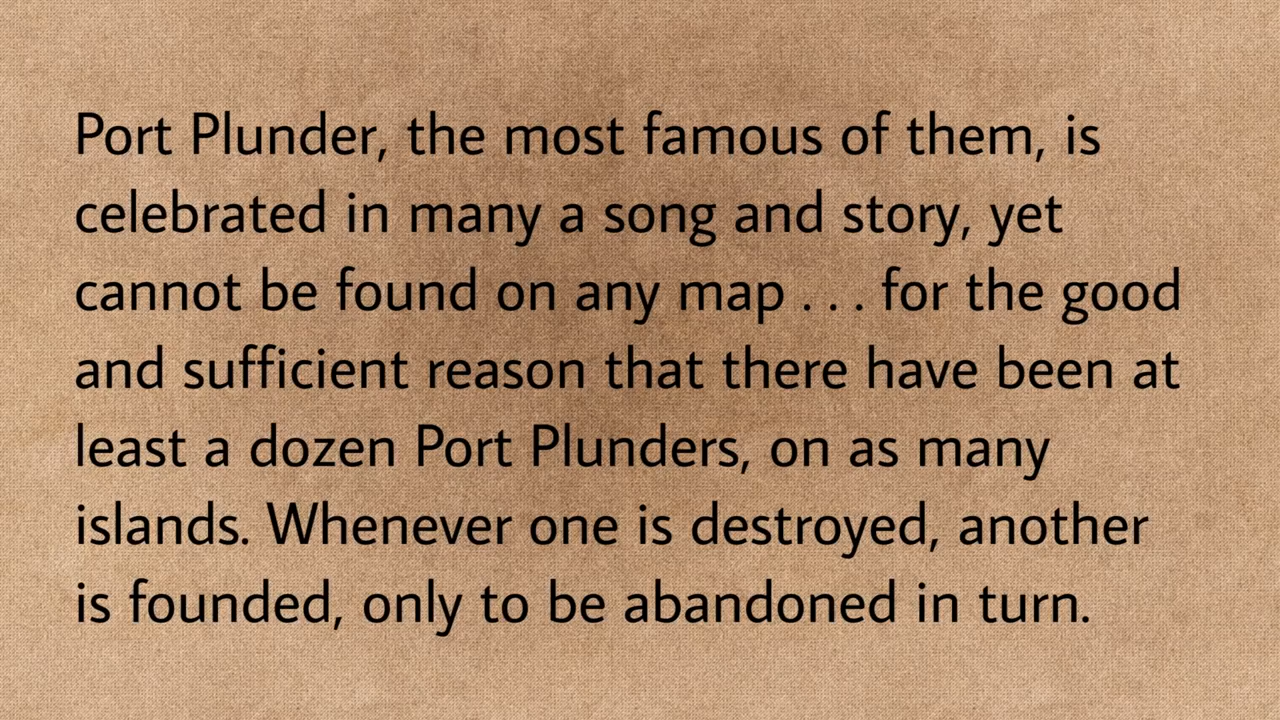 Port Plunder, the most famous of them, is
celebrated in many a song and story, yet
cannot be found on any map . . . for the good
and sufficient reason that there have been at
least a dozen Port Plunders, on as many
islands. Whenever one is destroyed, another
is founded, only to be abandoned in turn.